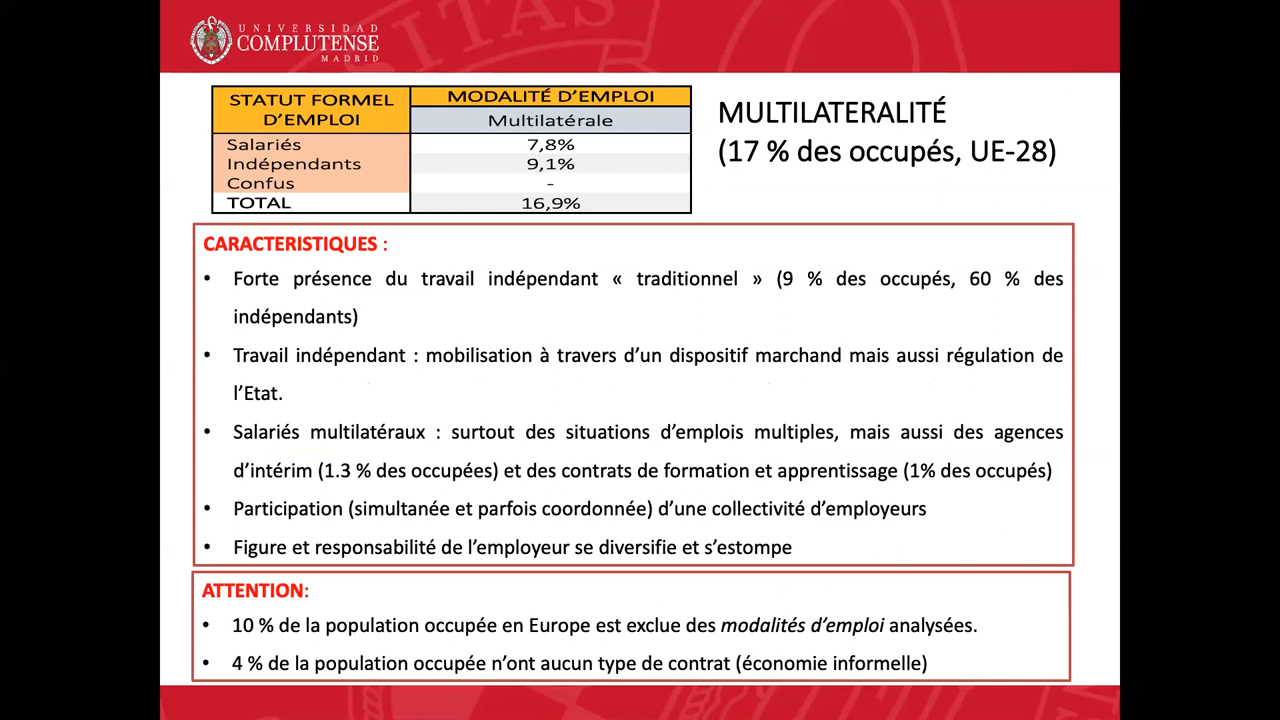 UNIVERSIDAD
COMPLUTENSE
MADRID
STATUT FORMEL D'EMPLOI
MODALITÉ D'EMPLOI
Multilatérale
Salariés 7,8%
Indépendants 9,1%
Confus -
TOTAL 16,9%
MULTILATERALITÉ
(17 % des occupés, UE-28)
CARACTERISTIQUES :
• Forte présence du travail indépendant « traditionnel » (9 % des occupés, 60 % des
indépendants)
• Travail indépendant : mobilisation à travers d'un dispositif marchand mais aussi régulation de
l'Etat.
• Salariés multilatéraux : surtout des situations d'emplois multiples, mais aussi des agences
d'intérim (1.3 % des occupées) et des contrats de formation et apprentissage (1% des occupés)
• Participation (simultanée et parfois coordonnée) d'une collectivité d'employeurs
• Figure et responsabilité de l'employeur se diversifie et s'estompe
ATTENTION:
• 10 % de la population occupée en Europe est exclue des modalités d'emploi analysées.
• 4 % de la population occupée n'ont aucun type de contrat (économie informelle)